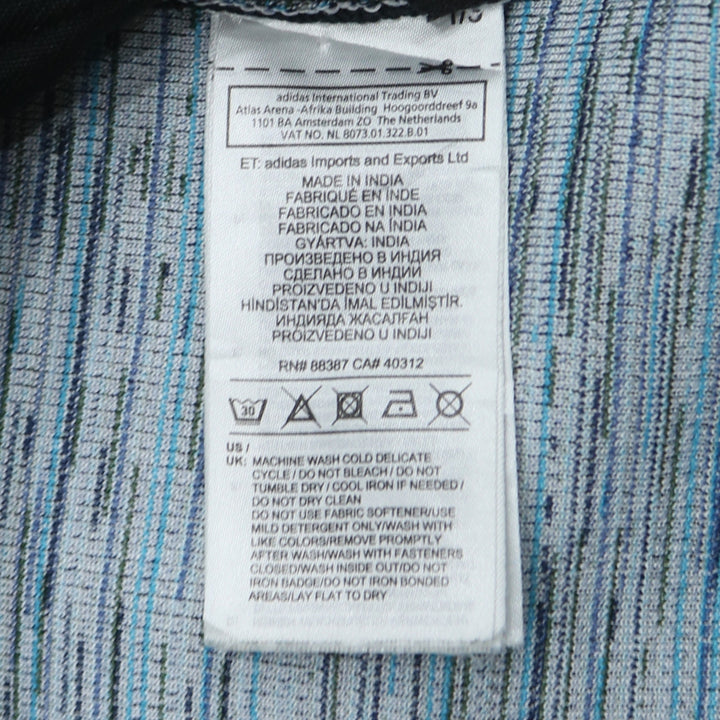 1/3
adidas International Trading BV
Atlas Arena -Afrika Building Hoogoorddreef 9a
1101 BA Amsterdam ZO The Netherlands
VAT NO. NL 8073.01.322.B.01
ET: adidas Imports and Exports Ltd
MADE IN INDIA
FABRIQUÉ EN INDE
FABRICADO EN INDIA
FABRICADO NA ÍNDIA
GYÁRTVA: INDIA
ПРОИЗВЕДЕНО В ИНДИЯ
СДЕЛАНО В ИНДИИ
PROIZVEDENO U INDIJI
HİNDİSTAN'DA İMAL EDİLMİŞTİR.
ИНДИЯДА ЖАСАЛҒАН
PROIZVEDENO U INDIJI
RN# 88387 CA# 40312
30
US /
UK: MACHINE WASH COLD DELICATE
CYCLE / DO NOT BLEACH / DO NOT
TUMBLE DRY / COOL IRON IF NEEDED /
DO NOT DRY CLEAN
DO NOT USE FABRIC SOFTENER/USE
MILD DETERGENT ONLY/WASH WITH
LIKE COLORS/REMOVE PROMPTLY
AFTER WASH/WASH WITH FASTENERS
CLOSED/WASH INSIDE OUT/DO NOT
IRON BADGE/DO NOT IRON BONDED
AREAS/LAY FLAT TO DRY